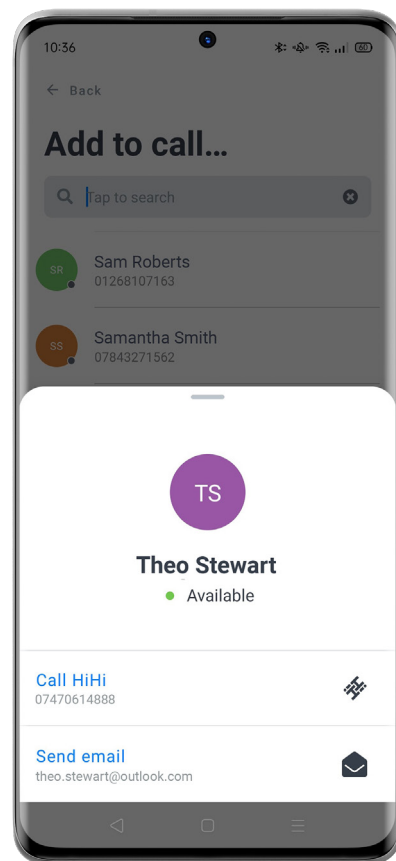 10:36
60
Back
Add to call...
Tap to search
SR
Sam Roberts
01268107163
SS
Samantha Smith
07843271562
TS
Theo Stewart
Available
Call HiHi
07470614888
Send email
theo.stewart@outlook.com